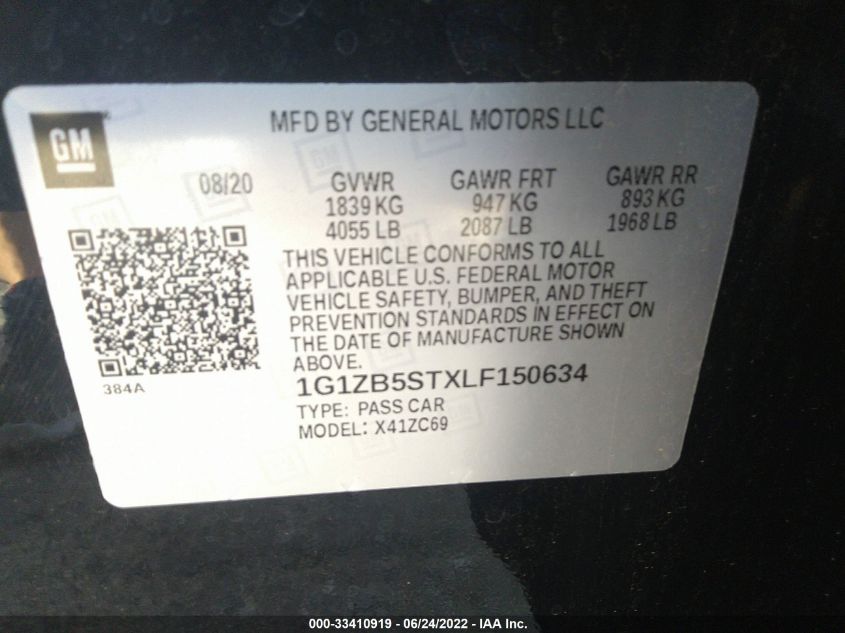 MFD BY GENERAL MOTORS LLC
GM
08/20 GVWR GAWR FRT GAWR RR
1839 KG 947 KG 893 KG
4055 LB 2087 LB 1968 LB
THIS VEHICLE CONFORMS TO ALL
APPLICABLE U.S. FEDERAL MOTOR
VEHICLE SAFETY, BUMPER, AND THEFT
PREVENTION STANDARDS IN EFFECT ON
THE DATE OF MANUFACTURE SHOWN
ABOVE.
384A
1G1ZB5STXLF150634
TYPE: PASS CAR
MODEL: X41ZC69
000-33410919 - 06/24/2022 - IAA Inc.